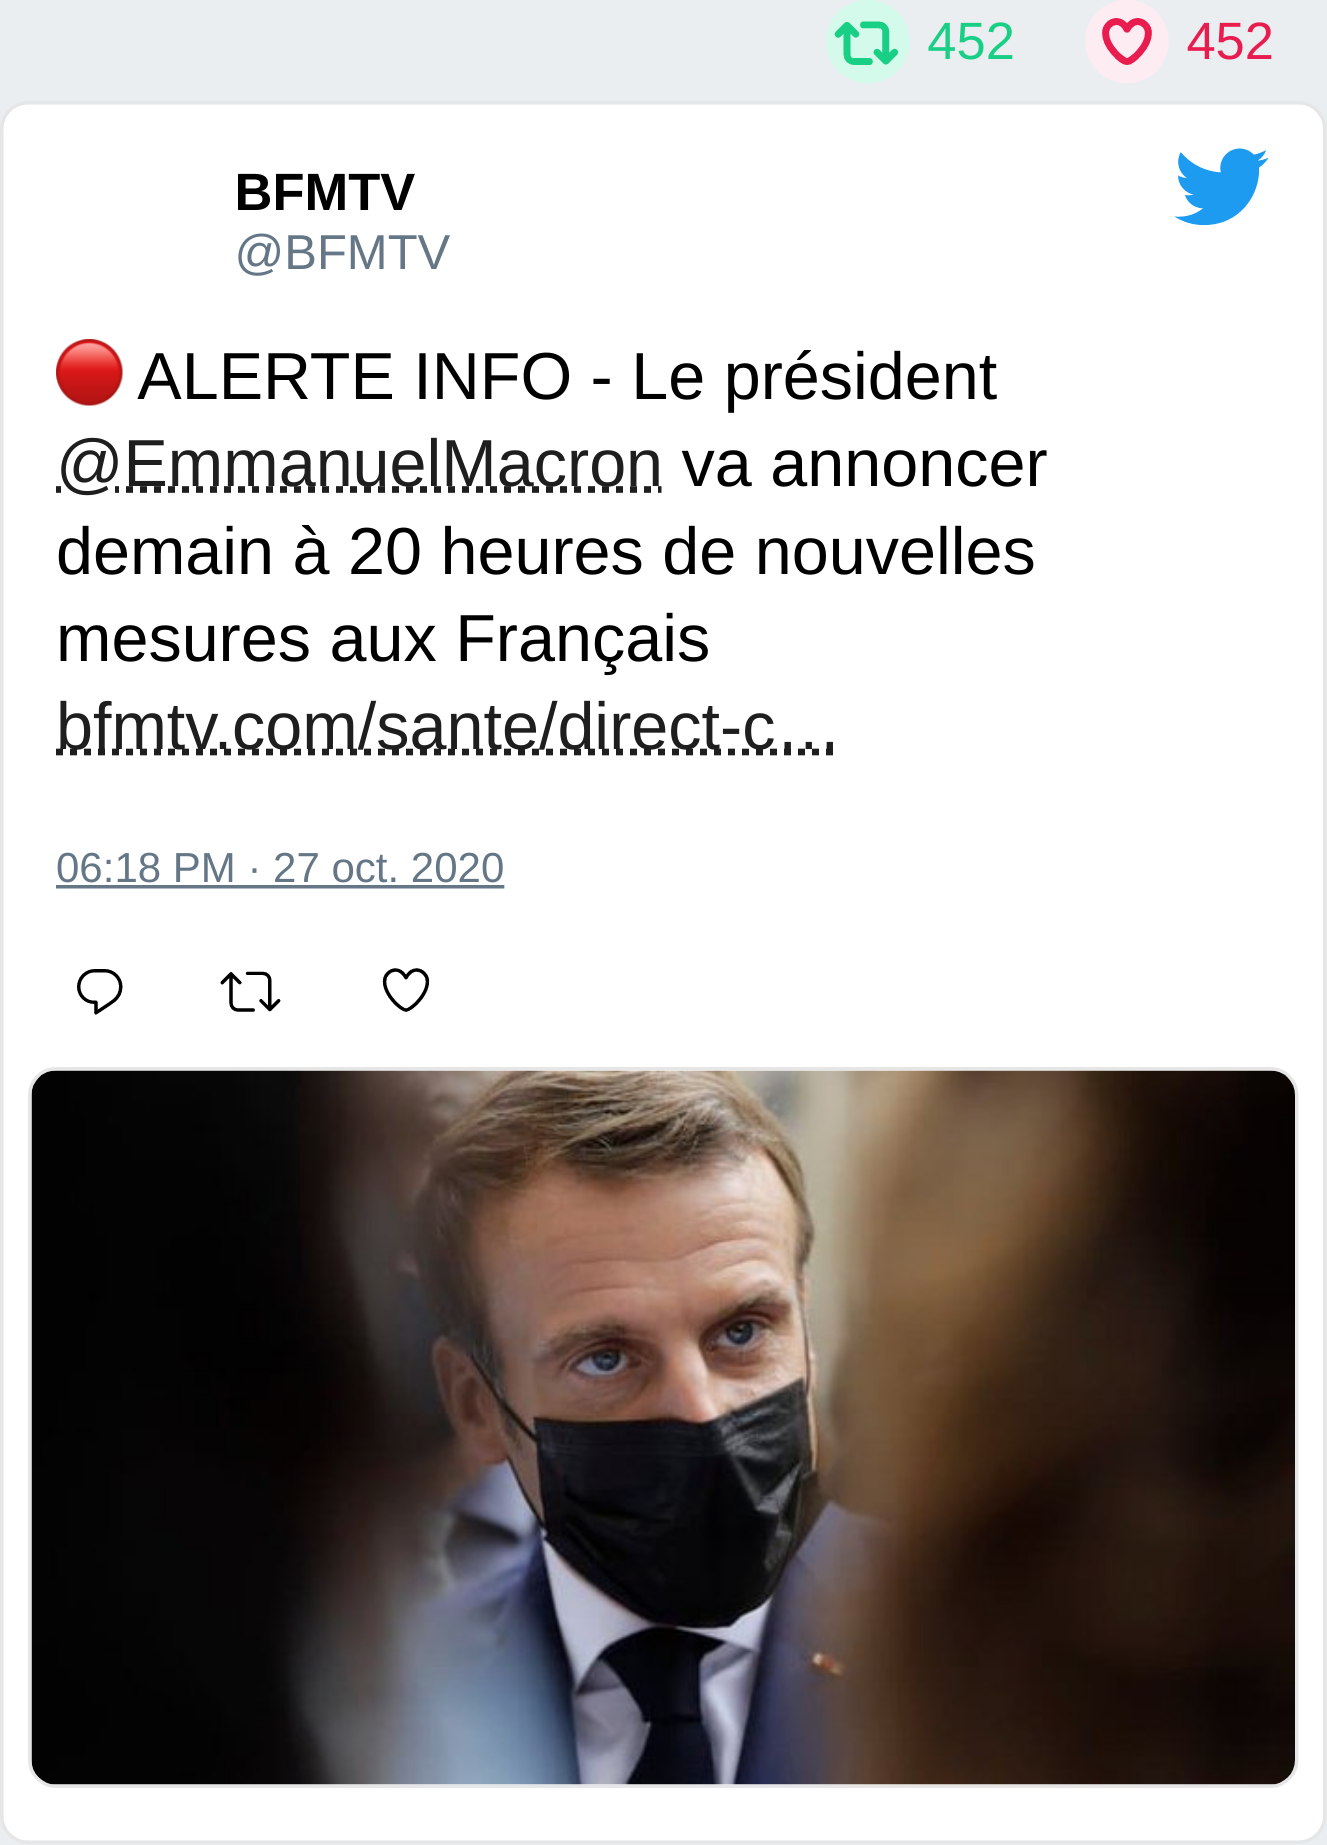 452 452
BFMTV
@BFMTV
🔴 ALERTE INFO - Le président
@EmmanuelMacron va annoncer
demain à 20 heures de nouvelles
mesures aux Français
bfmtv.com/sante/direct-c…
06:18 PM · 27 oct. 2020